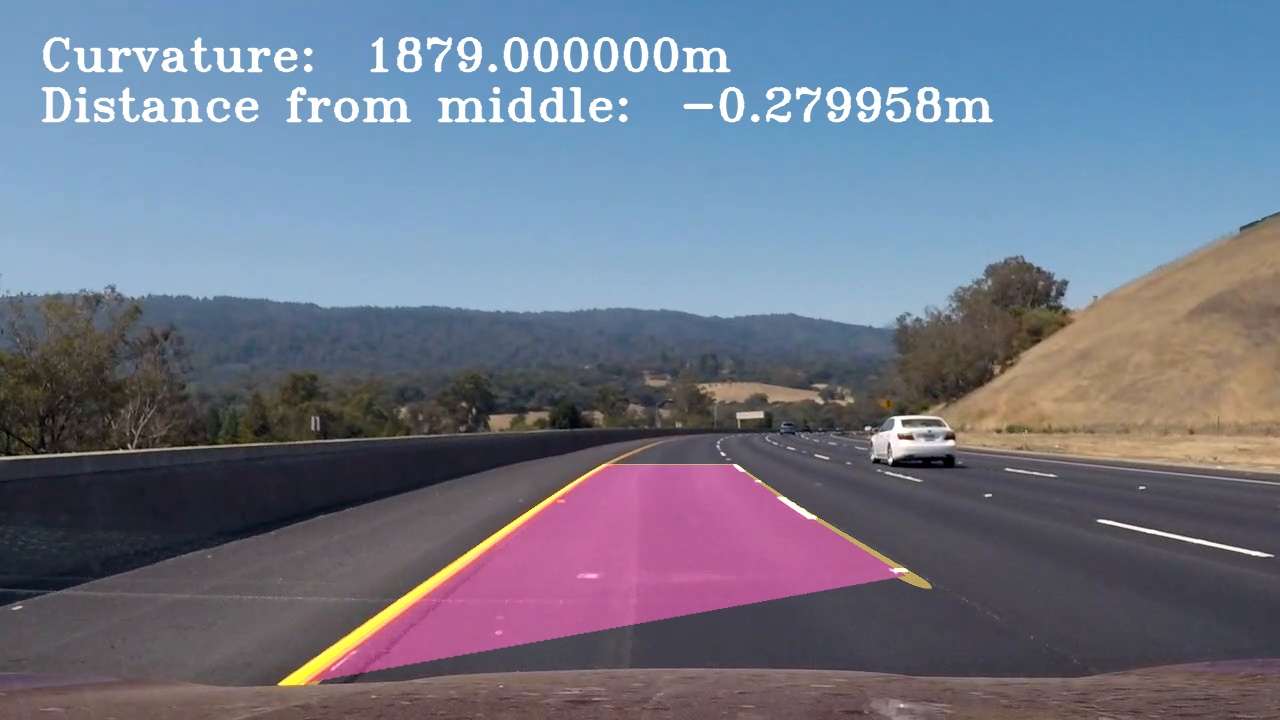 Curvature: 1879.000000m
Distance from middle: −0.279958m